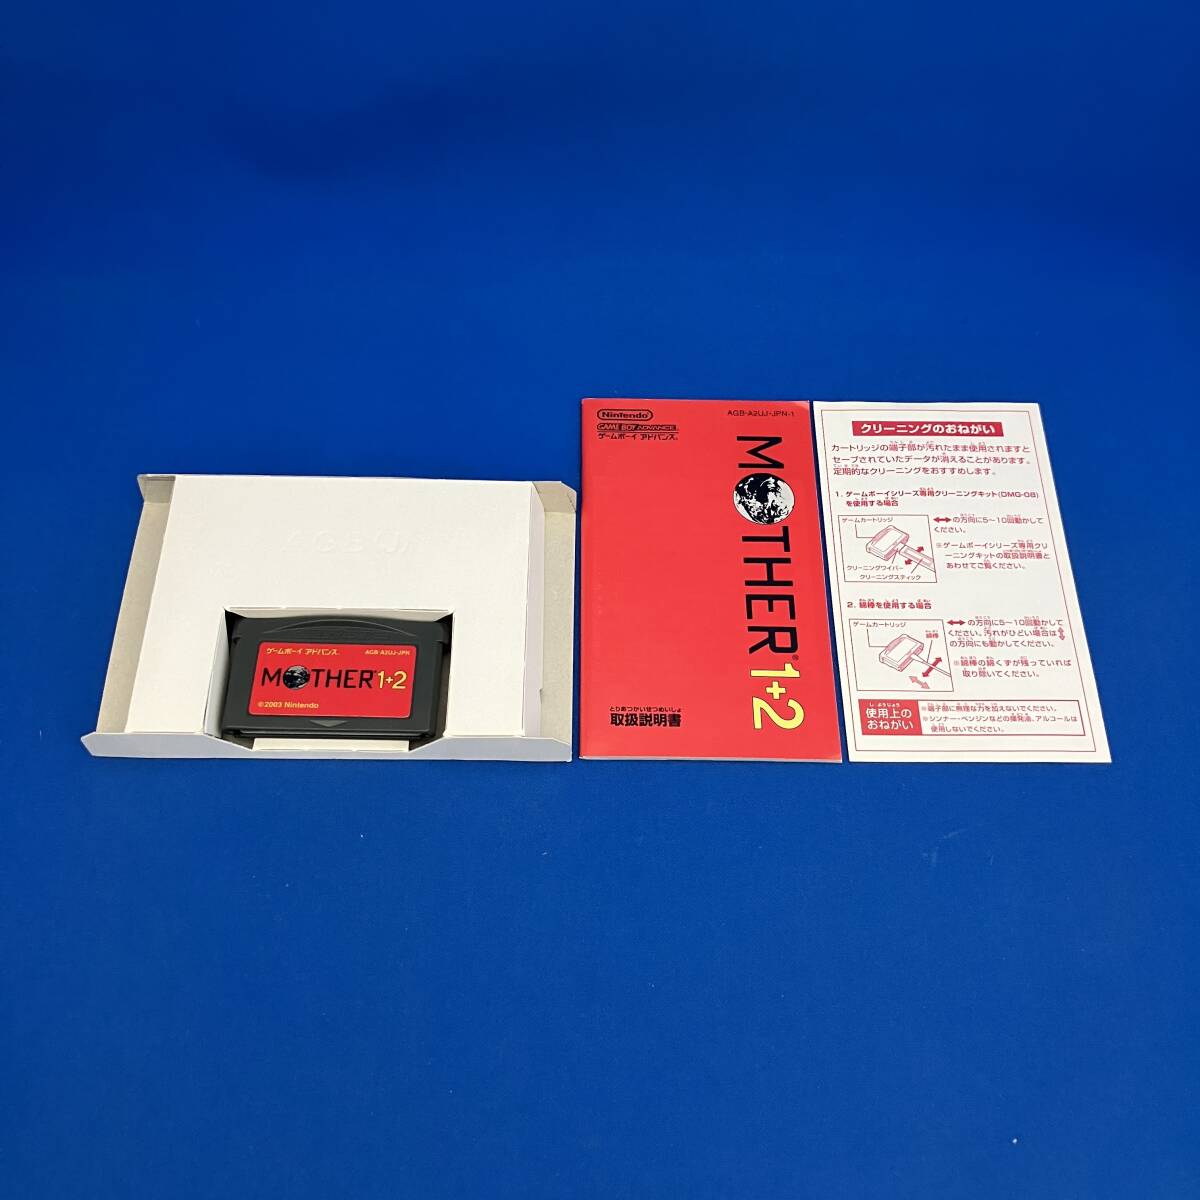 ゲームボーイ アドバンス
AGB-A2UJ-JPN
MOTHER 1+2
©2003 Nintendo
Nintendo
AGB-A2UJ-JPN-1
GAME BOY ADVANCE
ゲームボーイ アドバンス
MOTHER 1+2
とりあつかいせつめいしょ
取扱説明書
クリーニングのおねがい
カートリッジの端子部が汚れたまま使用されますと
セーブされていたデータが消えることがあります。
定期的なクリーニングをおすすめします。
1. ゲームボーイシリーズ専用クリーニングキット(DMG-08)
を使用する場合
ゲームカートリッジ
クリーニングワイパー
クリーニングスティック
の方向に5〜10回動かして
ください。
※ゲームボーイシリーズ専用クリ
ーニングキットの取扱説明書と
あわせてご覧ください。
2. 綿棒を使用する場合
ゲームカートリッジ
綿棒
の方向に5〜10回動かして
ください。汚れがひどい場合は
の方向にも動かしてください。
※綿棒の綿くずが残っていれば
取り除いてください。
使用上の
おねがい
※端子部に無理な力を加えないでください。
※シンナー・ベンジンなどの揮発油、アルコールは
使用しないでください。